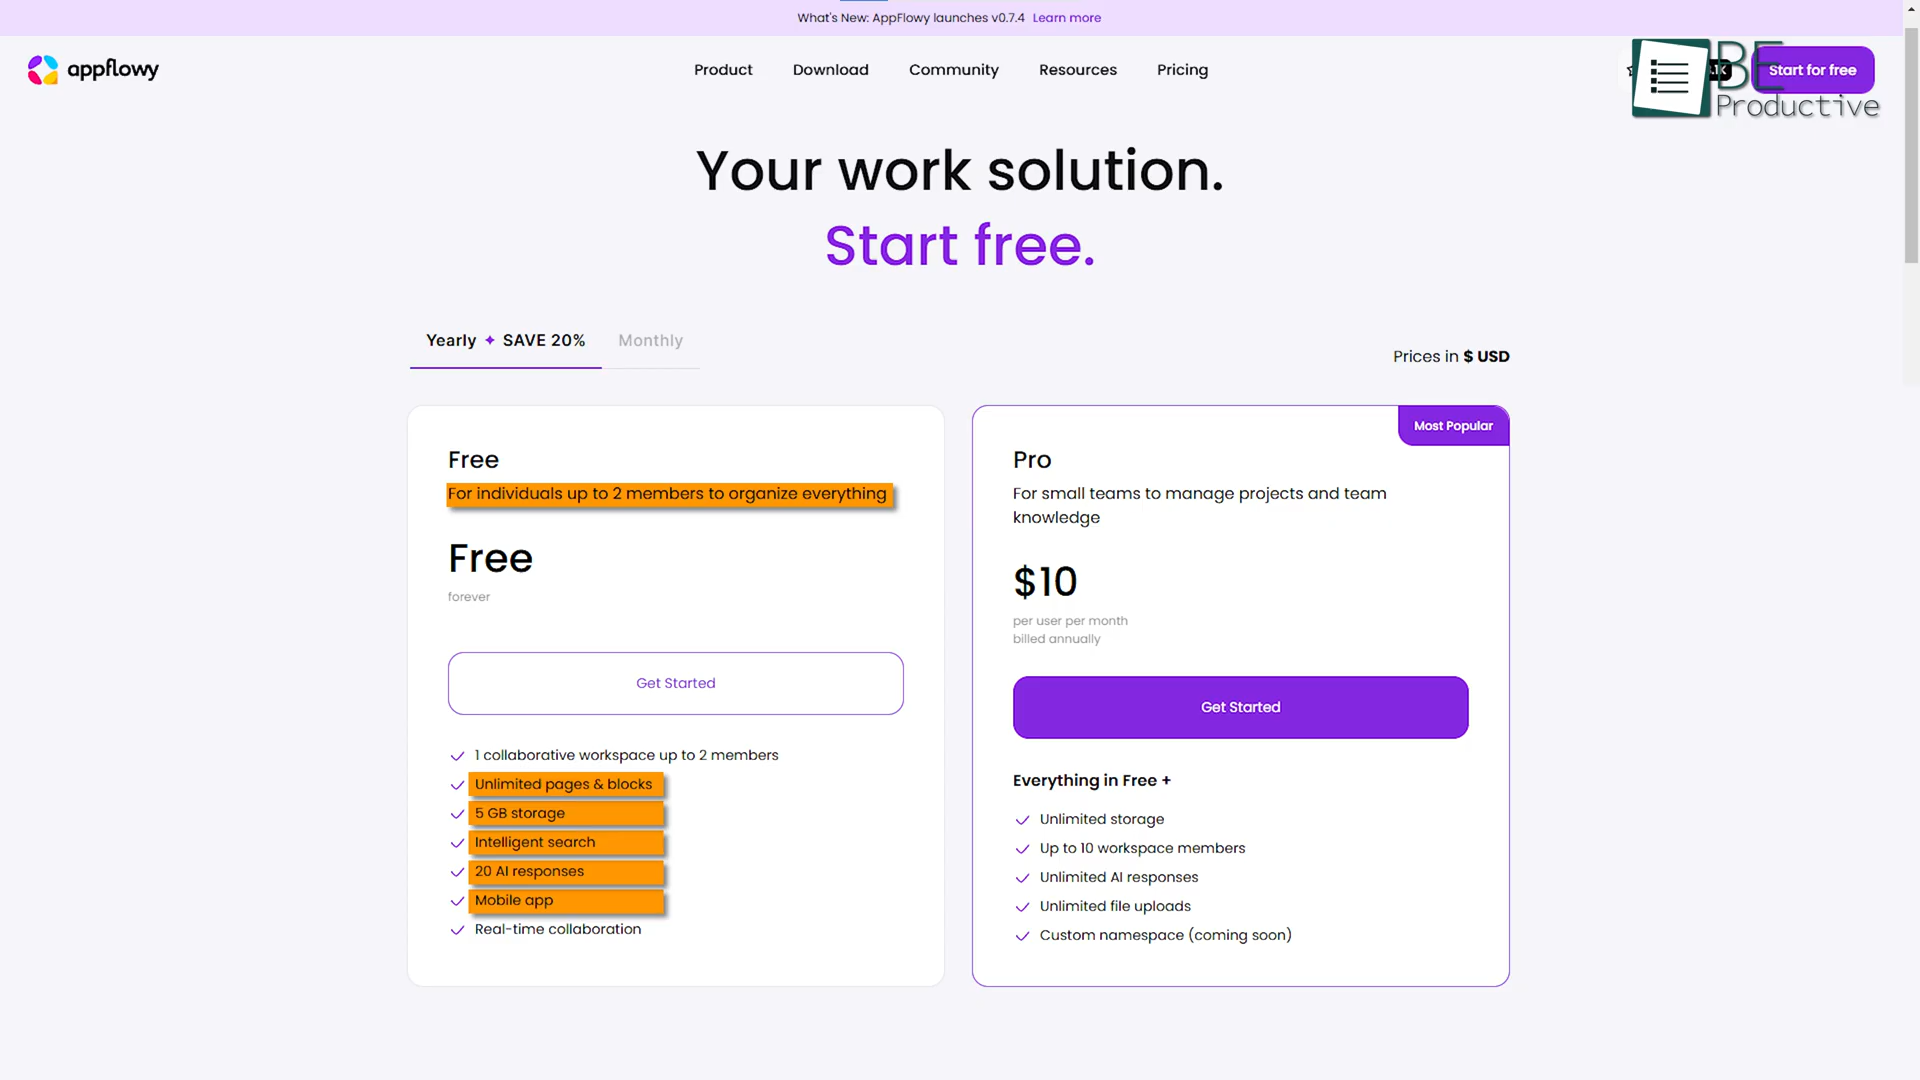 What's New: AppFlowy launches v0.7.4 Learn more
appflowy
Product Download Community Resources Pricing
Start for free
BE
Productive
Your work solution.
Start free.
Yearly ✦ SAVE 20% Monthly
Prices in $ USD
Free
For individuals up to 2 members to organize everything
Free
forever
Get Started
1 collaborative workspace up to 2 members
Unlimited pages & blocks
5 GB storage
Intelligent search
20 AI responses
Mobile app
Real-time collaboration
Most Popular
Pro
For small teams to manage projects and team
knowledge
$10
per user per month
billed annually
Get Started
Everything in Free +
Unlimited storage
Up to 10 workspace members
Unlimited AI responses
Unlimited file uploads
Custom namespace (coming soon)